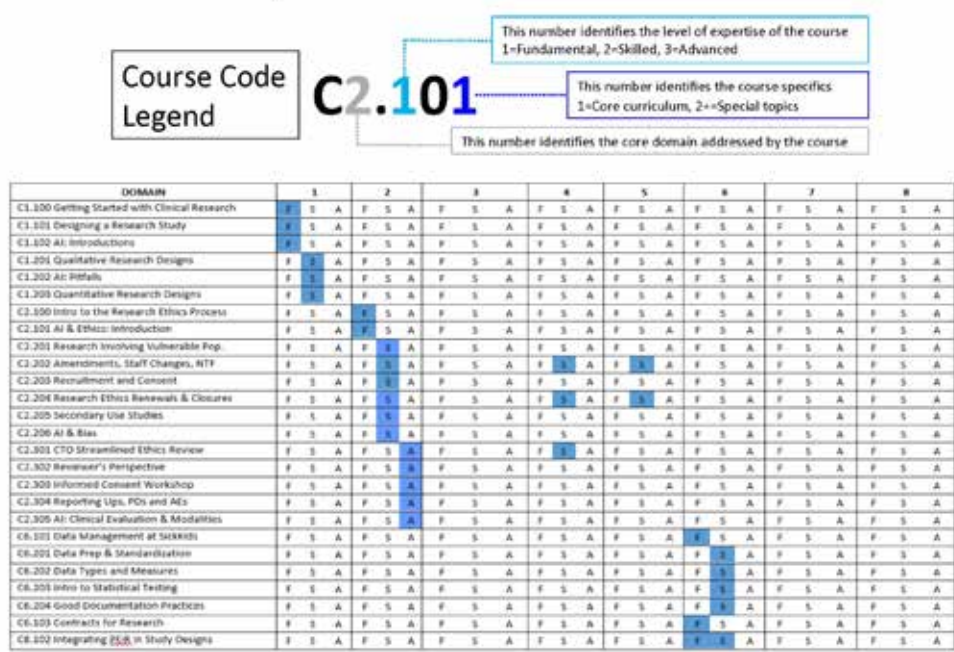 This number identifies the level of expertise of the course
1=Fundamental, 2=Skilled, 3=Advanced
Course Code
Legend
C2.101
This number identifies the course specifics
1=Core curriculum, 2+=Special topics
This number identifies the core domain addressed by the course
DOMAIN 1 2 3 4 5 6 7 8
C1.100 Getting Started with Clinical Research F S A F S A F S A F S A F S A F S A F S A F S A
C1.101 Designing a Research Study F S A F S A F S A F S A F S A F S A F S A F S A
C1.102 AI: Introductions F S A F S A F S A F S A F S A F S A F S A F S A
C1.201 Qualitative Research Designs F S A F S A F S A F S A F S A F S A F S A F S A
C1.202 AI: Pitfalls F S A F S A F S A F S A F S A F S A F S A F S A
C1.203 Quantitative Research Designs F S A F S A F S A F S A F S A F S A F S A F S A
C2.100 Intro to the Research Ethics Process F S A F S A F S A F S A F S A F S A F S A F S A
C2.101 AI & Ethics: Introduction F S A F S A F S A F S A F S A F S A F S A F S A
C2.201 Research Involving Vulnerable Pop. F S A F S A F S A F S A F S A F S A F S A F S A
C2.202 Amendments, Staff Changes, NTF F S A F S A F S A F S A F S A F S A F S A F S A
C2.203 Recruitment and Consent F S A F S A F S A F S A F S A F S A F S A F S A
C2.204 Research Ethics Renewals & Closures F S A F S A F S A F S A F S A F S A F S A F S A
C2.205 Secondary Use Studies F S A F S A F S A F S A F S A F S A F S A F S A
C2.206 AI & Bias F S A F S A F S A F S A F S A F S A F S A F S A
C2.301 CTO Streamlined Ethics Review F S A F S A F S A F S A F S A F S A F S A F S A
C2.302 Reviewer's Perspective F S A F S A F S A F S A F S A F S A F S A F S A
C2.303 Informed Consent Workshop F S A F S A F S A F S A F S A F S A F S A F S A
C2.304 Reporting Ups, PDs and AEs F S A F S A F S A F S A F S A F S A F S A F S A
C2.305 AI: Clinical Evaluation & Modalities F S A F S A F S A F S A F S A F S A F S A F S A
C6.101 Data Management at SickKids F S A F S A F S A F S A F S A F S A F S A F S A
C6.201 Data Prep & Standardization F S A F S A F S A F S A F S A F S A F S A F S A
C6.202 Data Types and Measures F S A F S A F S A F S A F S A F S A F S A F S A
C6.203 Intro to Statistical Testing F S A F S A F S A F S A F S A F S A F S A F S A
C6.204 Good Documentation Practices F S A F S A F S A F S A F S A F S A F S A F S A
C6.103 Contracts for Research F S A F S A F S A F S A F S A F S A F S A F S A
C8.102 Integrating in Study Designs F S A F S A F S A F S A F S A F S A F S A F S A